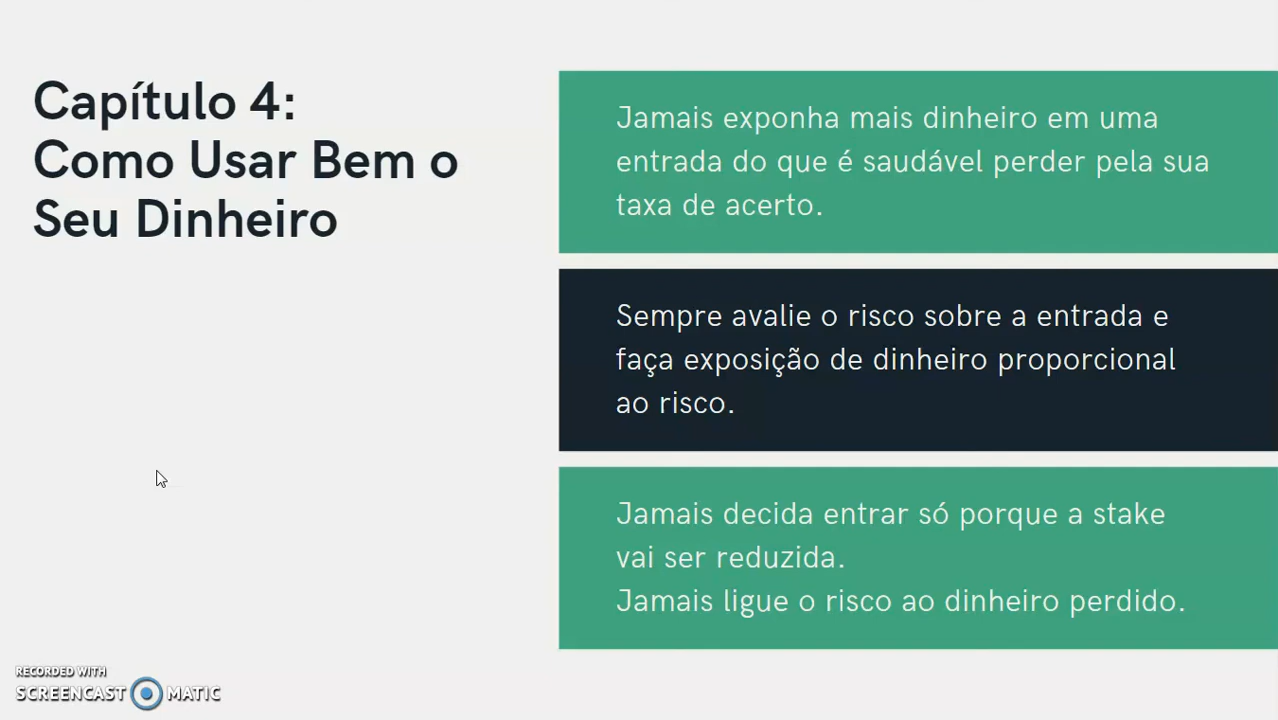 Capítulo 4:
Como Usar Bem o
Seu Dinheiro
Jamais exponha mais dinheiro em uma
entrada do que é saudável perder pela sua
taxa de acerto.
Sempre avalie o risco sobre a entrada e
faça exposição de dinheiro proporcional
ao risco.
Jamais decida entrar só porque a stake
vai ser reduzida.
Jamais ligue o risco ao dinheiro perdido.
RECORDED WITH
SCREENCAST MATIC